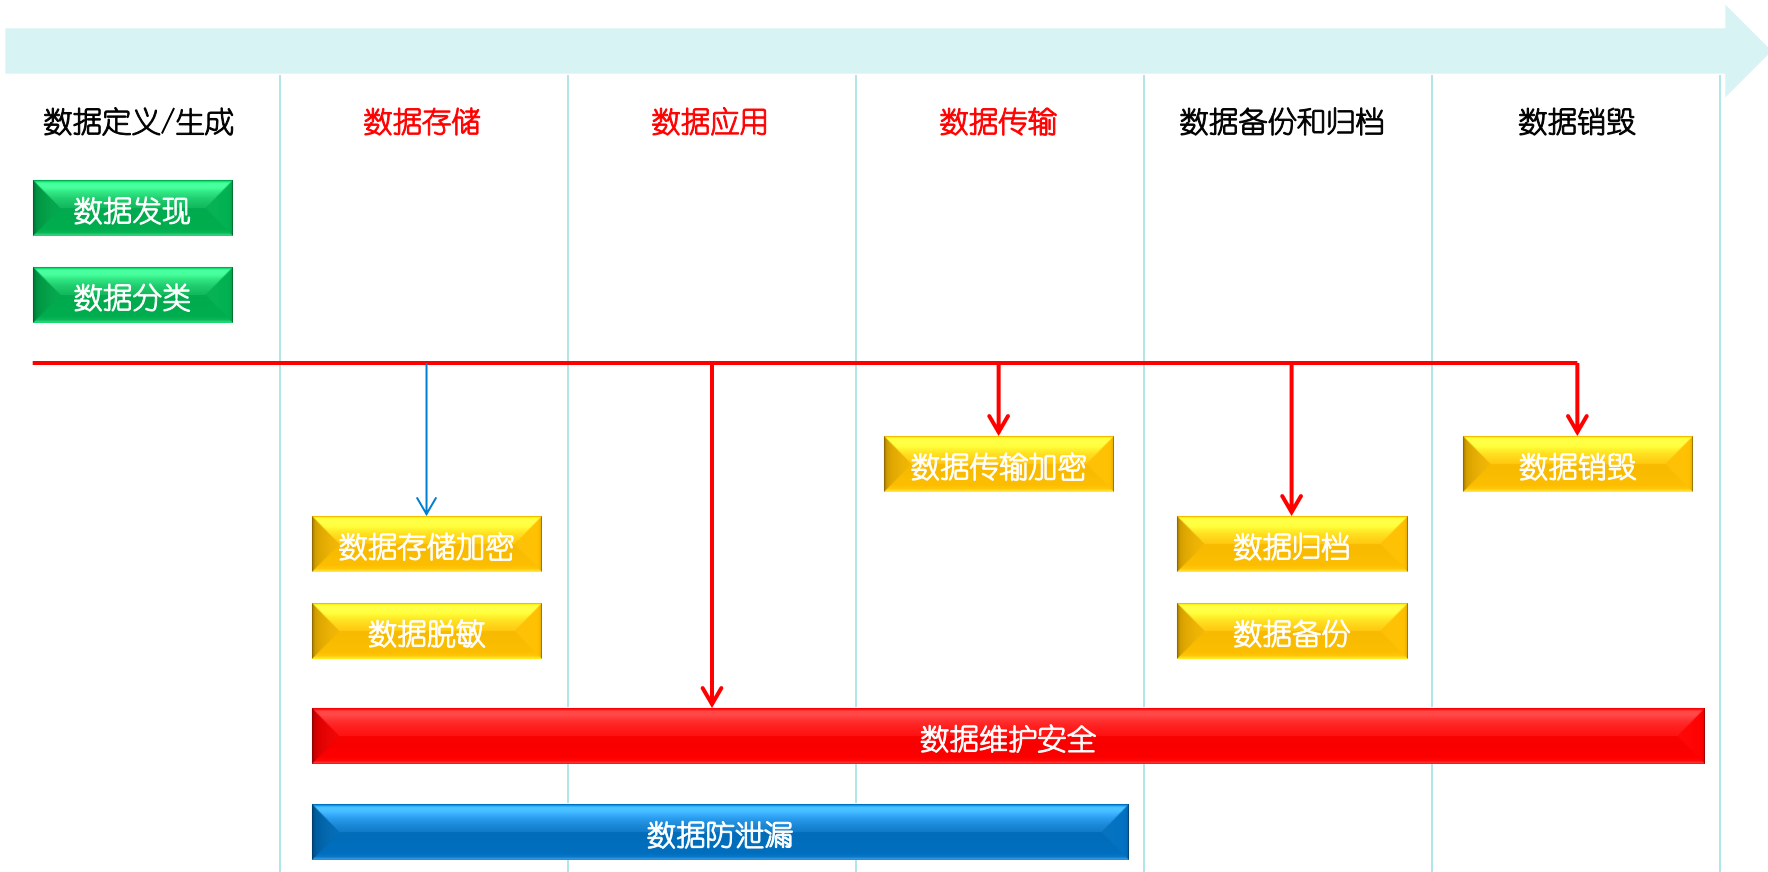 数据定义/生成
数据存储
数据应用
数据传输
数据备份和归档
数据销毁
数据发现
数据分类
数据传输加密
数据销毁
数据存储加密
数据归档
数据脱敏
数据备份
数据维护安全
数据防泄漏